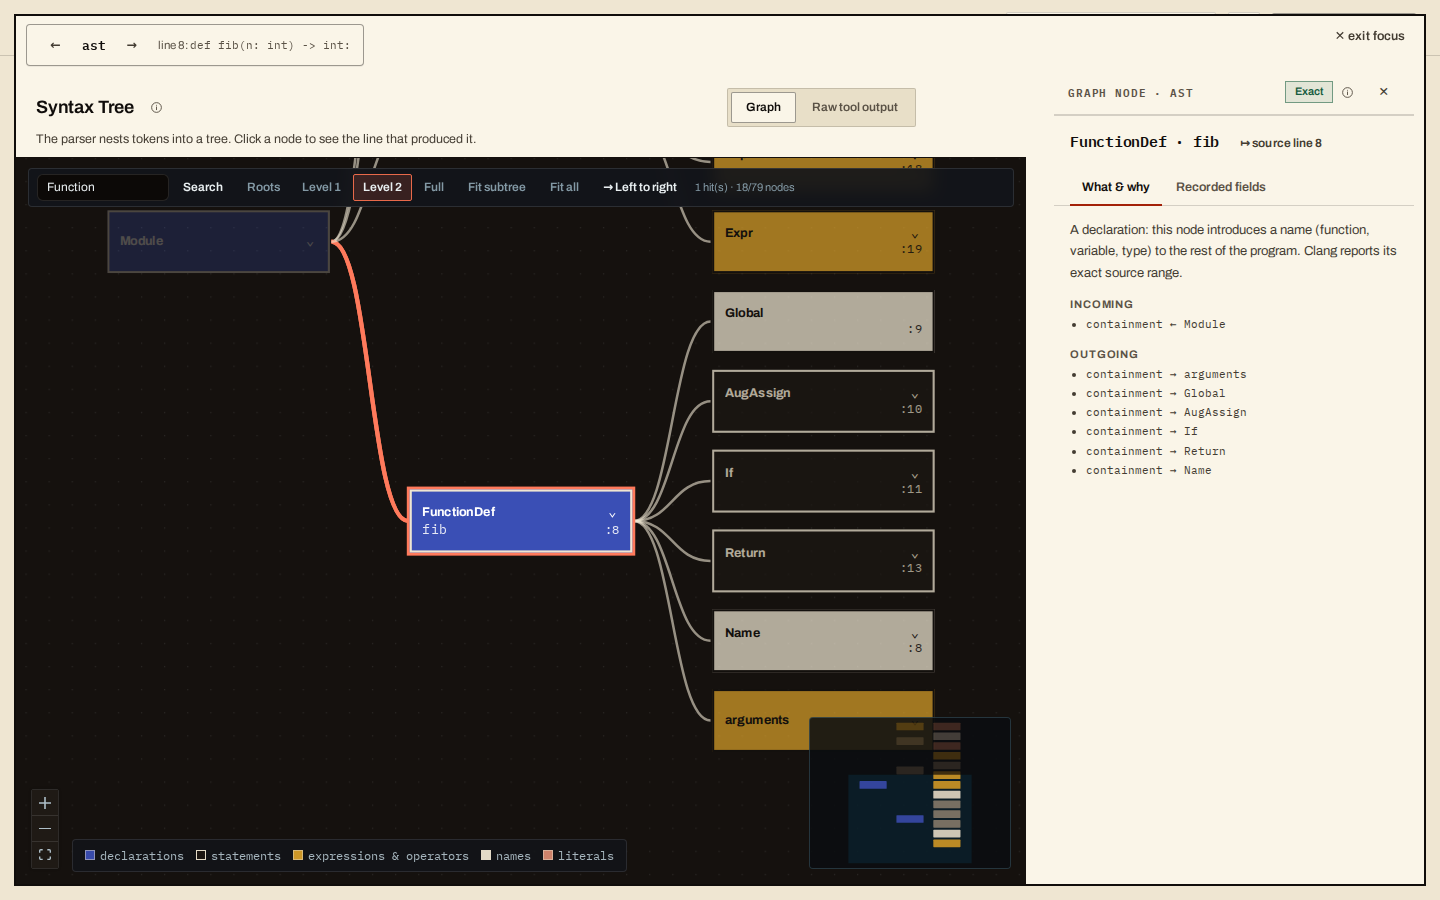 ← ast → line 8: def fib(n: int) -> int:
× exit focus
Syntax Tree
Graph Raw tool output
The parser nests tokens into a tree. Click a node to see the line that produced it.
Function Search Roots Level 1 Level 2 Full Fit subtree Fit all → Left to right 1 hit(s) · 18/79 nodes
Module
Expr
:19
Global
:9
AugAssign
:10
If
:11
FunctionDef
fib :8
Return
:13
Name
:8
arguments
declarations statements expressions & operators names literals
GRAPH NODE · AST Exact ×
FunctionDef · fib ↦ source line 8
What & why Recorded fields
A declaration: this node introduces a name (function,
variable, type) to the rest of the program. Clang reports its
exact source range.
INCOMING
• containment ← Module
OUTGOING
• containment → arguments
• containment → Global
• containment → AugAssign
• containment → If
• containment → Return
• containment → Name